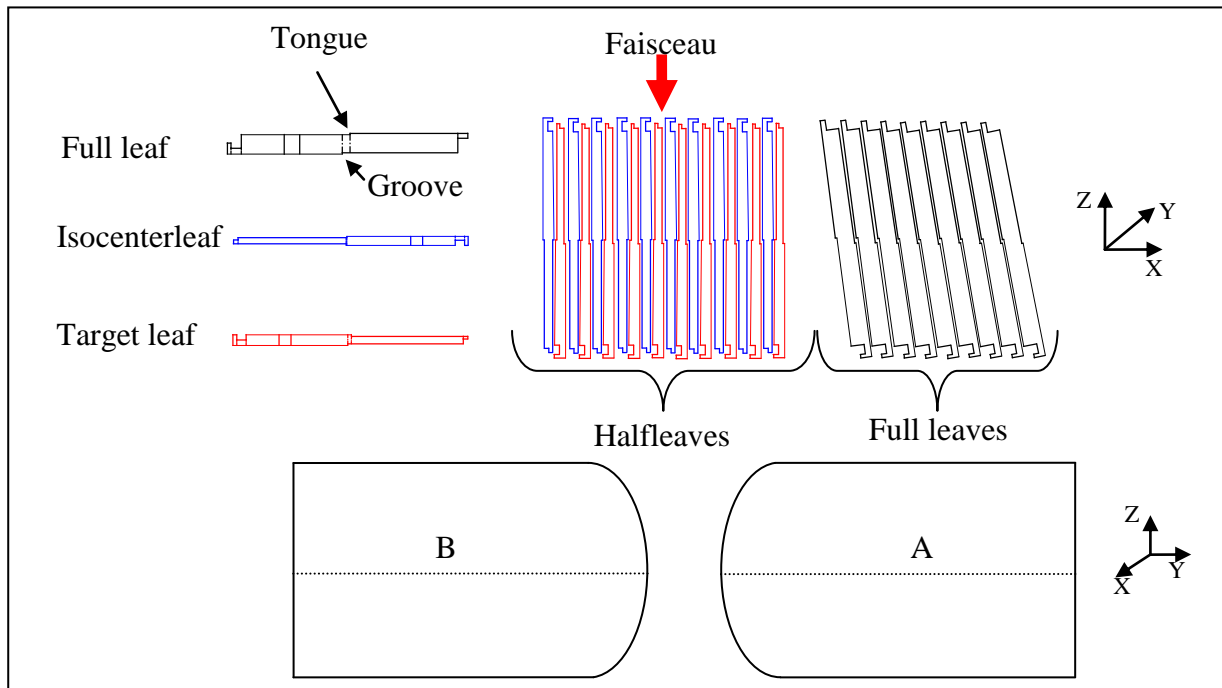 Tongue
Faisceau
Full leaf
Groove
Isocenterleaf
Target leaf
Z
Y
X
Halfleaves
Full leaves
B
A
Z
X
Y